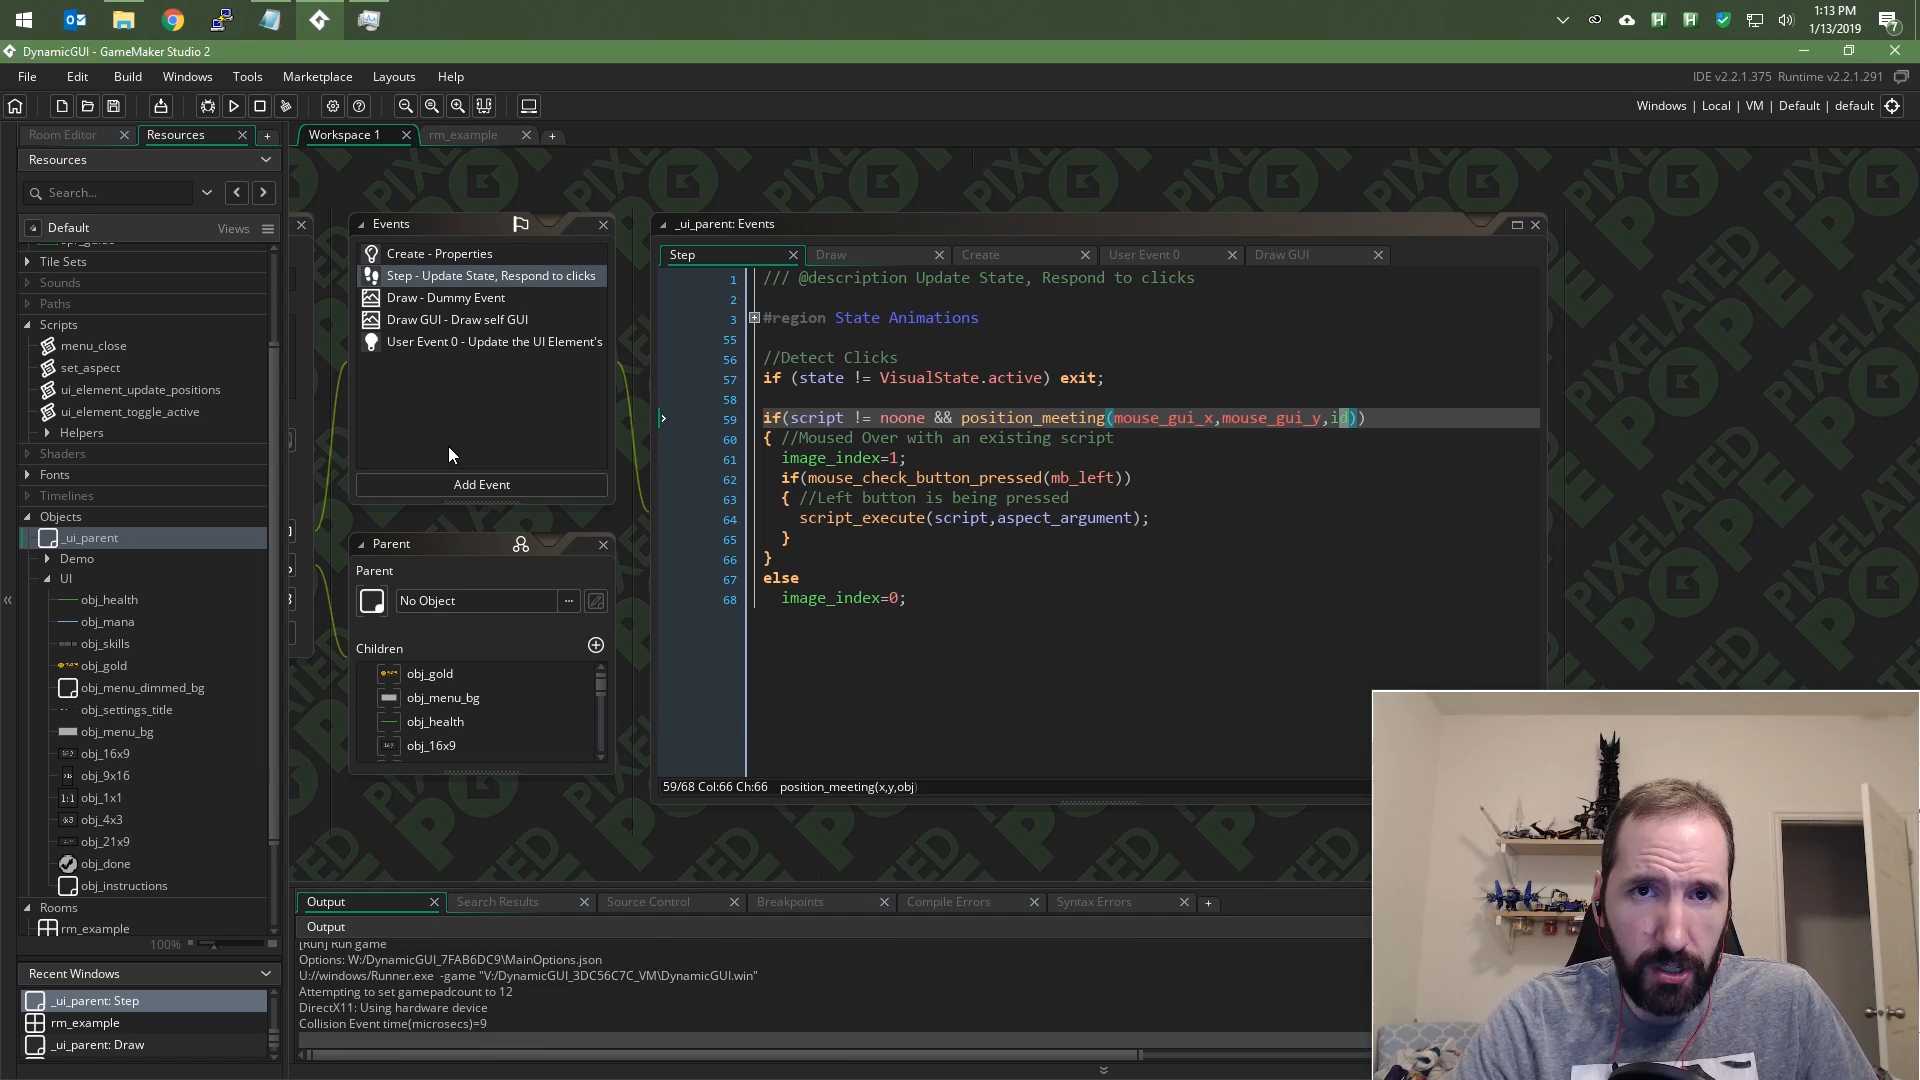 1:13 PM
1/13/2019
7
DynamicGUI - GameMaker Studio 2
File Edit Build Windows Tools Marketplace Layouts Help
IDE v2.2.1.375 Runtime v2.2.1.291
Windows | Local | VM | Default | default
Room Editor
Resources
Workspace 1
rm_example
Resources
Search...
Default
Views
Tile Sets
Sounds
Paths
Scripts
menu_close
set_aspect
ui_element_update_positions
ui_element_toggle_active
Helpers
Shaders
Fonts
Timelines
Objects
_ui_parent
Demo
UI
obj_health
obj_mana
obj_skills
obj_gold
obj_menu_dimmed_bg
obj_settings_title
obj_menu_bg
obj_16x9
obj_9x16
obj_1x1
obj_4x3
obj_21x9
obj_done
obj_instructions
Rooms
rm_example
100%
Recent Windows
_ui_parent: Step
rm_example
_ui_parent: Draw
Events
Create - Properties
Step - Update State, Respond to clicks
Draw - Dummy Event
Draw GUI - Draw self GUI
User Event 0 - Update the UI Element's
Add Event
Parent
Parent
No Object
Children
obj_gold
obj_menu_bg
obj_health
obj_16x9
_ui_parent: Events
Step
Draw
Create
User Event 0
Draw GUI
1 /// @description Update State, Respond to clicks
2
3 #region State Animations
55
56 //Detect Clicks
57 if (state != VisualState.active) exit;
58
59 if(script != noone && position_meeting(mouse_gui_x,mouse_gui_y,id))
60 { //Moused Over with an existing script
61 image_index=1;
62 if(mouse_check_button_pressed(mb_left))
63 { //Left button is being pressed
64 script_execute(script,aspect_argument);
65 }
66 }
67 else
68 image_index=0;
59/68 Col:66 Ch:66 position_meeting(x,y,obj)
Output
Search Results
Source Control
Breakpoints
Compile Errors
Syntax Errors
Output
[Run] Run game
Options: W:/DynamicGUI_7FAB6DC9\MainOptions.json
U://windows/Runner.exe -game "V:/DynamicGUI_3DC56C7C_VM\DynamicGUI.win"
Attempting to set gamepadcount to 12
DirectX11: Using hardware device
Collision Event time(microsecs)=9